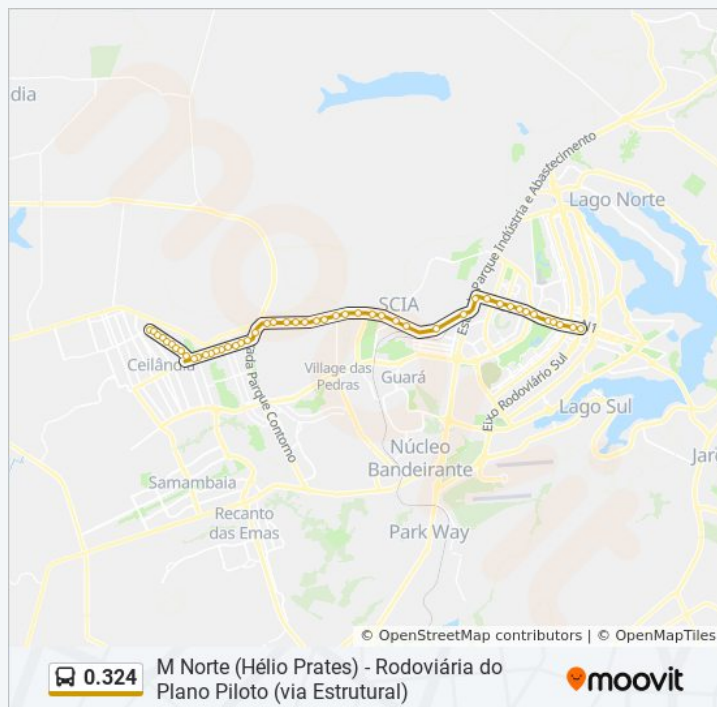 dia
Estrada Parque Indústria e Abastecimento
Lago Norte
SCIA
V1
Ceilândia
ada Parque Contorno
Village das
Pedras
Guará
Eixo Rodoviário Sul
Lago Sul
Núcleo
Bandeirante
Jar
Samambaia
Recanto
das Emas
Park Way
© OpenStreetMap contributors | © OpenMapTiles
0.324
M Norte (Hélio Prates) - Rodoviária do
Plano Piloto (via Estrutural)
moovit